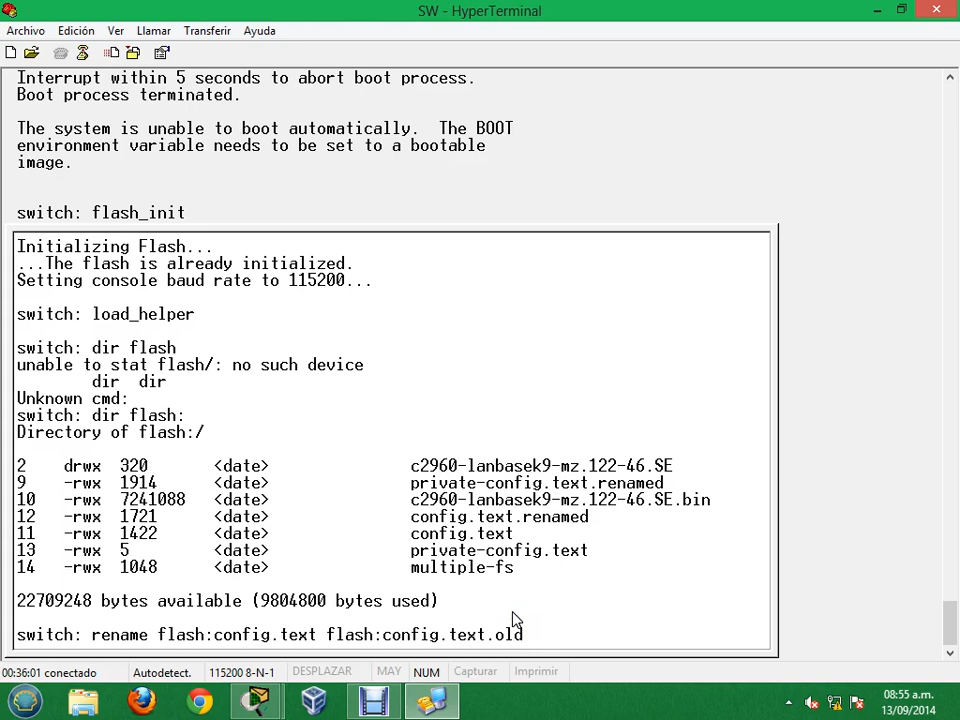 SW - HyperTerminal
Archivo Edición Ver Llamar Transferir Ayuda
Interrupt within 5 seconds to abort boot process.
Boot process terminated.
The system is unable to boot automatically.  The BOOT
environment variable needs to be set to a bootable
image.
switch: flash_init
Initializing Flash...
...The flash is already initialized.
Setting console baud rate to 115200...
switch: load_helper
switch: dir flash
unable to stat flash/: no such device
dir  dir
Unknown cmd:
switch: dir flash:
Directory of flash:/
2    drwx  320       <date>               c2960-lanbasek9-mz.122-46.SE
9    -rwx  1914      <date>               private-config.text.renamed
10   -rwx  7241088   <date>               c2960-lanbasek9-mz.122-46.SE.bin
12   -rwx  1721      <date>               config.text.renamed
11   -rwx  1422      <date>               config.text
13   -rwx  5         <date>               private-config.text
14   -rwx  1048      <date>               multiple-fs
22709248 bytes available (9804800 bytes used)
switch: rename flash:config.text flash:config.text.old
00:36:01 conectado Autodetect. 115200 8-N-1 DESPLAZAR MAY NUM Capturar Imprimir
08:55 a.m.
13/09/2014